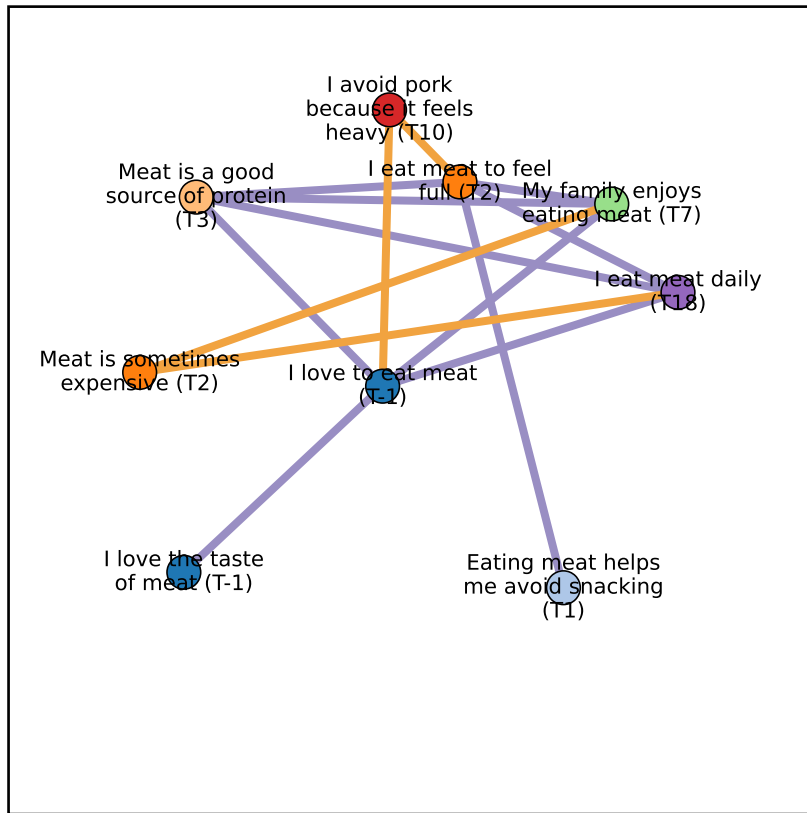 I avoid pork
because it feels
heavy (T10)
Meat is a good
source of protein
(T3)
I eat meat to feel
full (T2)
My family enjoys
eating meat (T7)
I eat meat daily
(T18)
Meat is sometimes
expensive (T2)
I love to eat meat
(T-1)
I love the taste
of meat (T-1)
Eating meat helps
me avoid snacking
(T1)